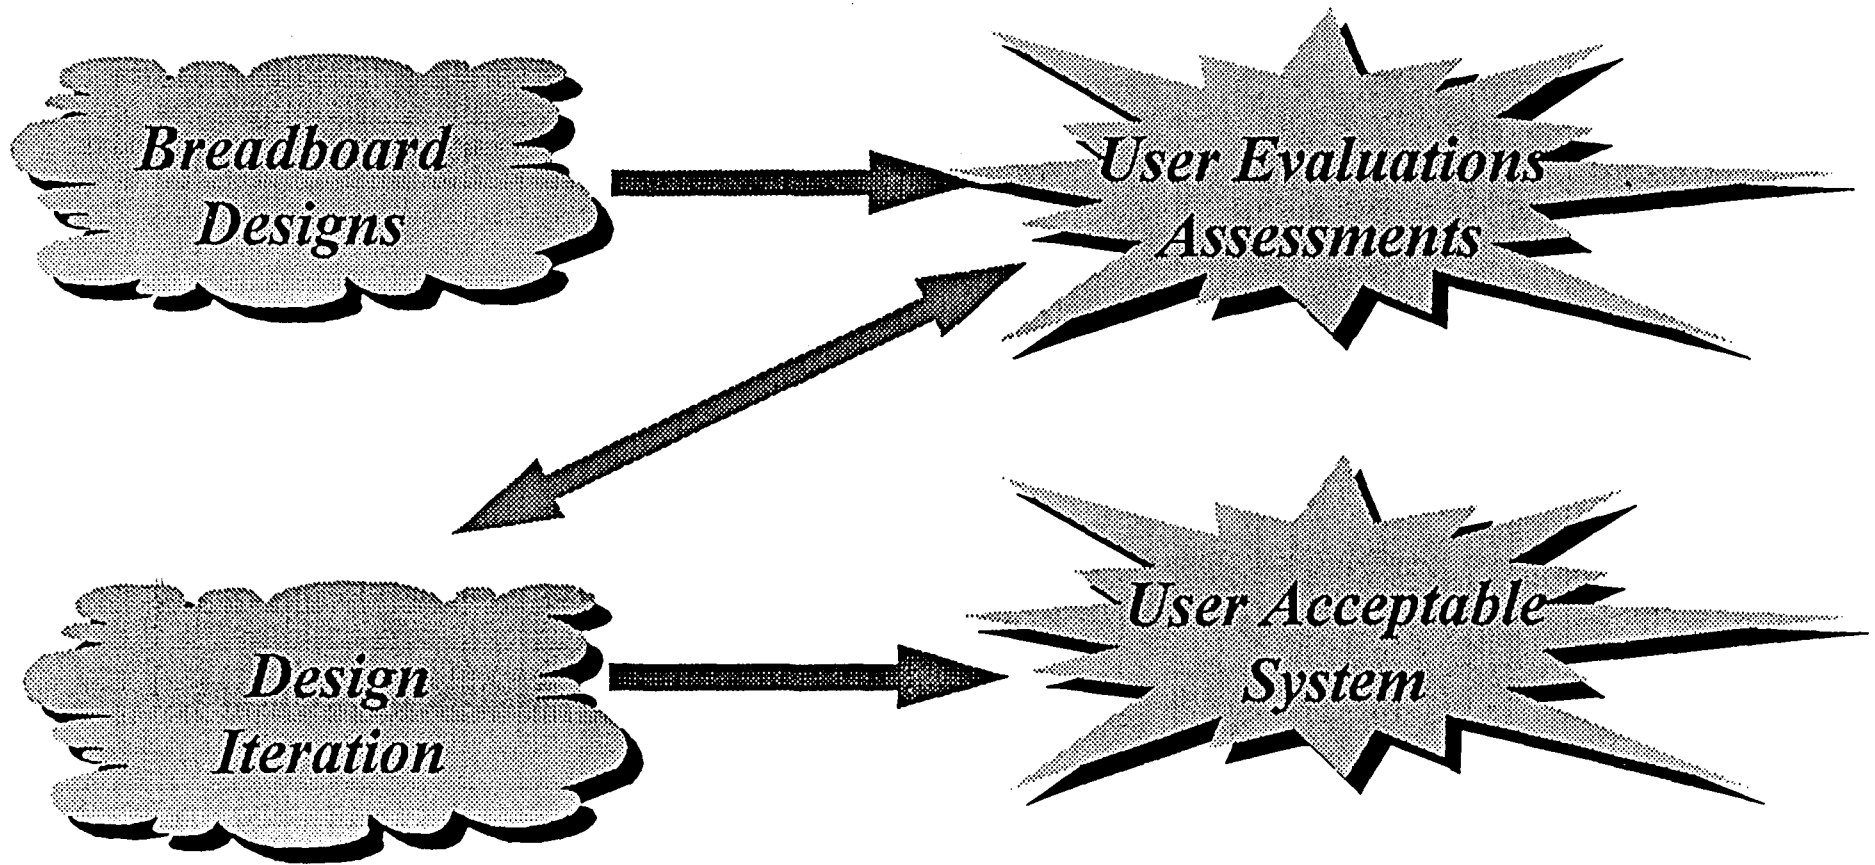 Breadboard
Designs
User Evaluations
Assessments
Design
Iteration
User Acceptable
System